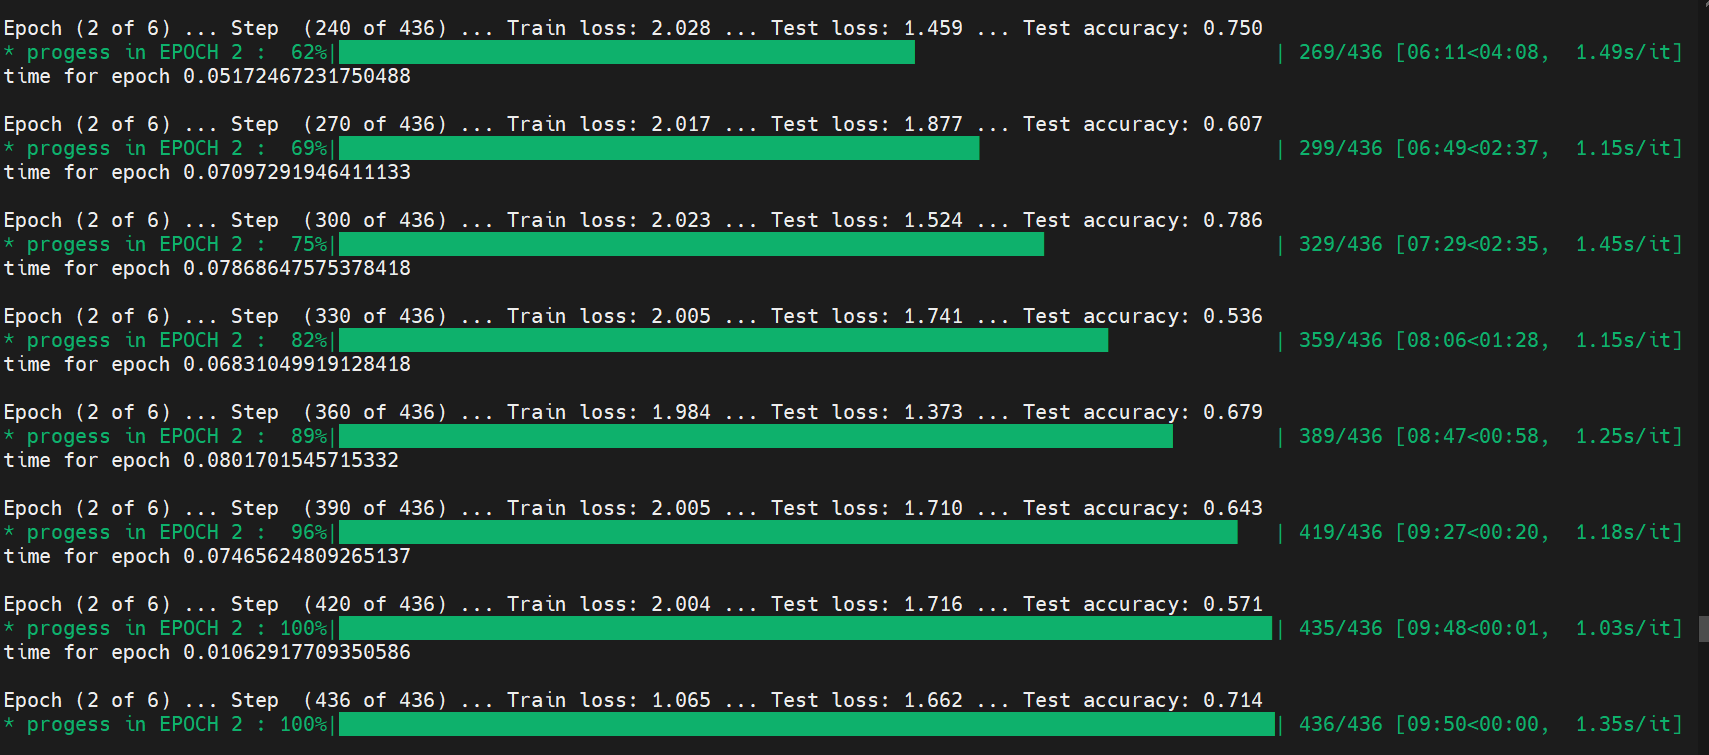 Epoch (2 of 6) ... Step  (240 of 436) ... Train loss: 2.028 ... Test loss: 1.459 ... Test accuracy: 0.750
* progess in EPOCH 2 :  62%| | 269/436 [06:11<04:08,  1.49s/it]
time for epoch 0.05172467231750488
Epoch (2 of 6) ... Step  (270 of 436) ... Train loss: 2.017 ... Test loss: 1.877 ... Test accuracy: 0.607
* progess in EPOCH 2 :  69%| | 299/436 [06:49<02:37,  1.15s/it]
time for epoch 0.07097291946411133
Epoch (2 of 6) ... Step  (300 of 436) ... Train loss: 2.023 ... Test loss: 1.524 ... Test accuracy: 0.786
* progess in EPOCH 2 :  75%| | 329/436 [07:29<02:35,  1.45s/it]
time for epoch 0.07868647575378418
Epoch (2 of 6) ... Step  (330 of 436) ... Train loss: 2.005 ... Test loss: 1.741 ... Test accuracy: 0.536
* progess in EPOCH 2 :  82%| | 359/436 [08:06<01:28,  1.15s/it]
time for epoch 0.06831049919128418
Epoch (2 of 6) ... Step  (360 of 436) ... Train loss: 1.984 ... Test loss: 1.373 ... Test accuracy: 0.679
* progess in EPOCH 2 :  89%| | 389/436 [08:47<00:58,  1.25s/it]
time for epoch 0.0801701545715332
Epoch (2 of 6) ... Step  (390 of 436) ... Train loss: 2.005 ... Test loss: 1.710 ... Test accuracy: 0.643
* progess in EPOCH 2 :  96%| | 419/436 [09:27<00:20,  1.18s/it]
time for epoch 0.07465624809265137
Epoch (2 of 6) ... Step  (420 of 436) ... Train loss: 2.004 ... Test loss: 1.716 ... Test accuracy: 0.571
* progess in EPOCH 2 : 100%| | 435/436 [09:48<00:01,  1.03s/it]
time for epoch 0.01062917709350586
Epoch (2 of 6) ... Step  (436 of 436) ... Train loss: 1.065 ... Test loss: 1.662 ... Test accuracy: 0.714
* progess in EPOCH 2 : 100%| | 436/436 [09:50<00:00,  1.35s/it]